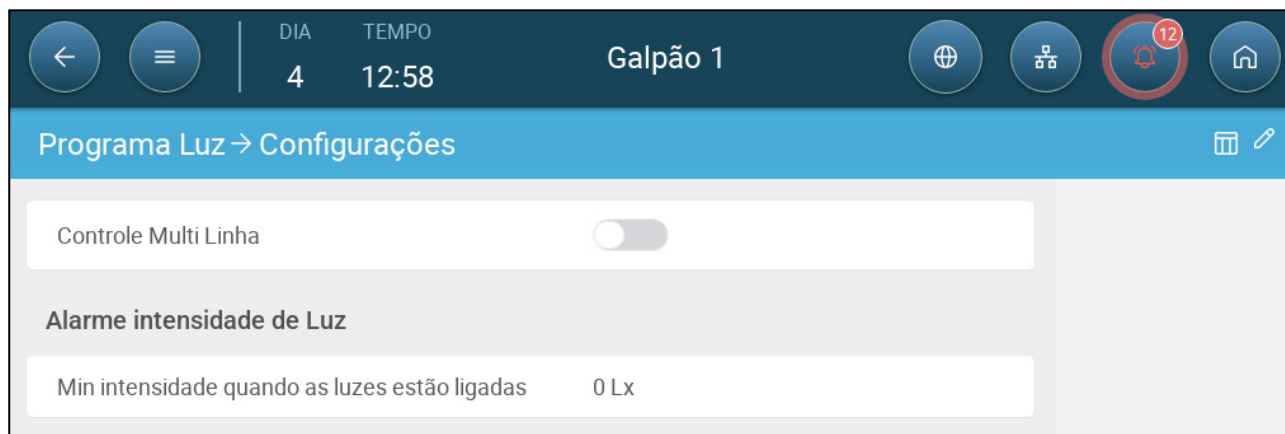 DIA TEMPO
4 12:58
Galpão 1
12
Programa Luz → Configurações
Controle Multi Linha
Alarme intensidade de Luz
Min intensidade quando as luzes estão ligadas 0 Lx